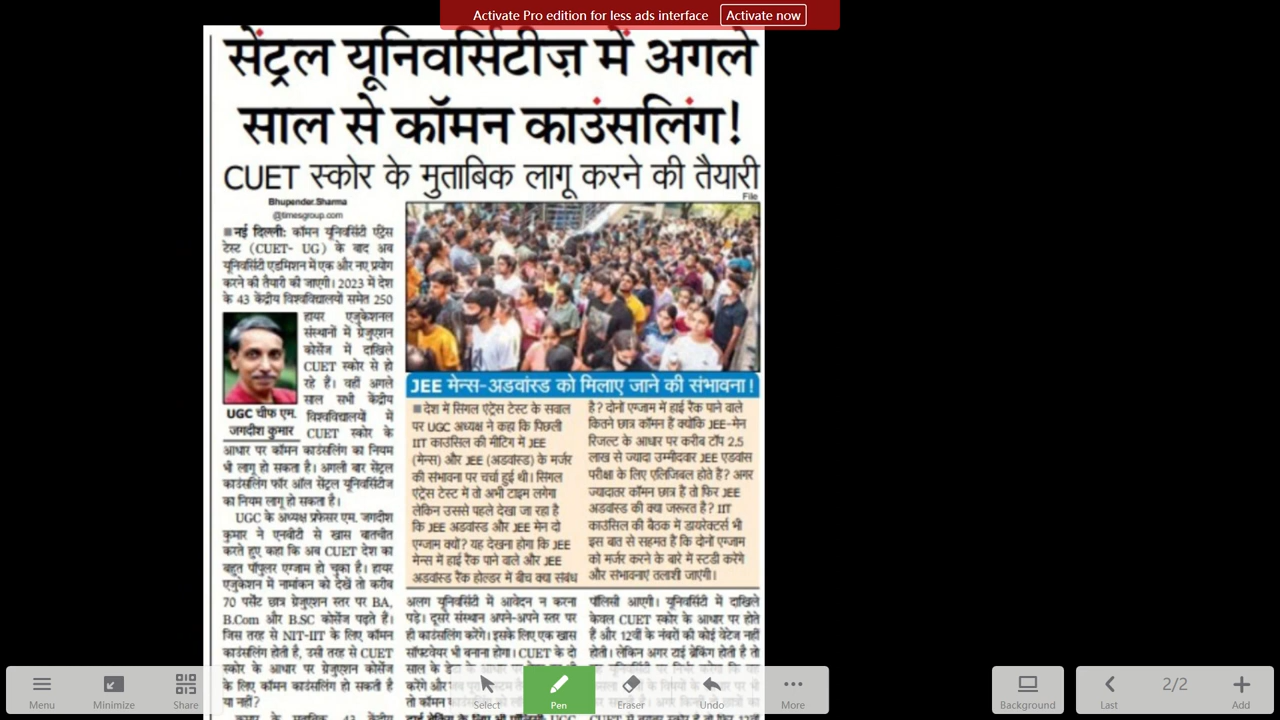 Activate Pro edition for less ads interface
Activate now
सेंट्रल यूनिवर्सिटीज़ में अगले
साल से कॉमन काउंसलिंग!
CUET स्कोर के मुताबिक लागू करने की तैयारी
File
Bhupender.Sharma
@timesgroup.com
■ नई दिल्ली: कॉमन यूनिवर्सिटी एंट्रेंस
टेस्ट (CUET- UG) के बाद अब
यूनिवर्सिटी एडमिशन में एक और नए प्रयोग
करने की तैयारी की जाएगी। 2023 में देश
के 43 केंद्रीय विश्वविद्यालयों समेत 250
हायर एजुकेशनल
संस्थानों में ग्रेजुएशन
कोर्सेज में दाखिले
CUET स्कोर से हो
रहे हैं। वहीं अगले
साल सभी केंद्रीय
विश्वविद्यालयों में
CUET स्कोर के
UGC चीफ एम.
जगदीश कुमार
आधार पर कॉमन काउंसलिंग का नियम
भी लागू हो सकता है। अगली बार सेंट्रल
काउंसलिंग फॉर ऑल सेंट्रल यूनिवर्सिटीज
का नियम लागू हो सकता है।
UGC के अध्यक्ष प्रफेसर एम. जगदीश
कुमार ने एनबीटी से खास बातचीत
करते हुए कहा कि अब CUET देश का
बहुत पॉपुलर एग्जाम हो चुका है। हायर
एजुकेशन में नामांकन को देखें तो करीब
70 पर्सेंट छात्र ग्रेजुएशन स्तर पर BA,
B.Com और B.SC कोर्सेज पढ़ते हैं।
जिस तरह से NIT-IIT के लिए कॉमन
काउंसलिंग होती है, उसी तरह से CUET
स्कोर के आधार पर ग्रेजुएशन कोर्सेज
के लिए कॉमन काउंसलिंग हो सकती है
या नहीं?
JEE मेन्स-अडवांस्ड को मिलाए जाने की संभावना!
■ देश में सिंगल एंट्रेंस टेस्ट के सवाल
पर UGC अध्यक्ष ने कहा कि पिछली
IIT काउंसिल की मीटिंग में JEE
(मेन्स) और JEE (अडवांस्ड) के मर्जर
की संभावना पर चर्चा हुई थी। सिंगल
एंट्रेंस टेस्ट में तो अभी टाइम लगेगा
लेकिन उससे पहले देखा जा रहा है
कि JEE अडवांस्ड और JEE मेन दो
एग्जाम क्यों? यह देखना होगा कि JEE
मेन्स में हाई रैंक पाने वाले और JEE
अडवांस्ड रैंक होल्डर में बीच क्या संबंध
है? दोनों एग्जाम में हाई रैंक पाने वाले
कितने छात्र कॉमन हैं क्योंकि JEE-मेन
रिजल्ट के आधार पर करीब टॉप 2.5
लाख से ज्यादा उम्मीदवार JEE एडवांस
परीक्षा के लिए एलिजिबल होते हैं? अगर
ज्यादातर कॉमन छात्र हैं तो फिर JEE
अडवांस्ड की क्या जरूरत है? IIT
काउंसिल की बैठक में डायरेक्टर्स भी
इस बात से सहमत हैं कि दोनों एग्जाम
को मर्जर करने के बारे में स्टडी करेंगे
और संभावनाएं तलाशी जाएंगी।
अलग यूनिवर्सिटी में आवेदन न करना
पड़े। दूसरे संस्थान अपने-अपने स्तर पर
ही काउंसलिंग करेंगे। इसके लिए एक खास
सॉफ्टवेयर भी बनाना होगा। CUET के दो
साल के
करेंगे और
तो कॉमन
पॉलिसी आएगी। यूनिवर्सिटी में दाखिले
केवल CUET स्कोर के आधार पर होते
हैं और 12वीं के नंबरों की कोई वेटेज नहीं
होती। लेकिन अगर टाई ब्रेकिंग होती है तो
Menu
Minimize
Share
Select
Pen
Eraser
Undo
More
Background
Last
2/2
Add